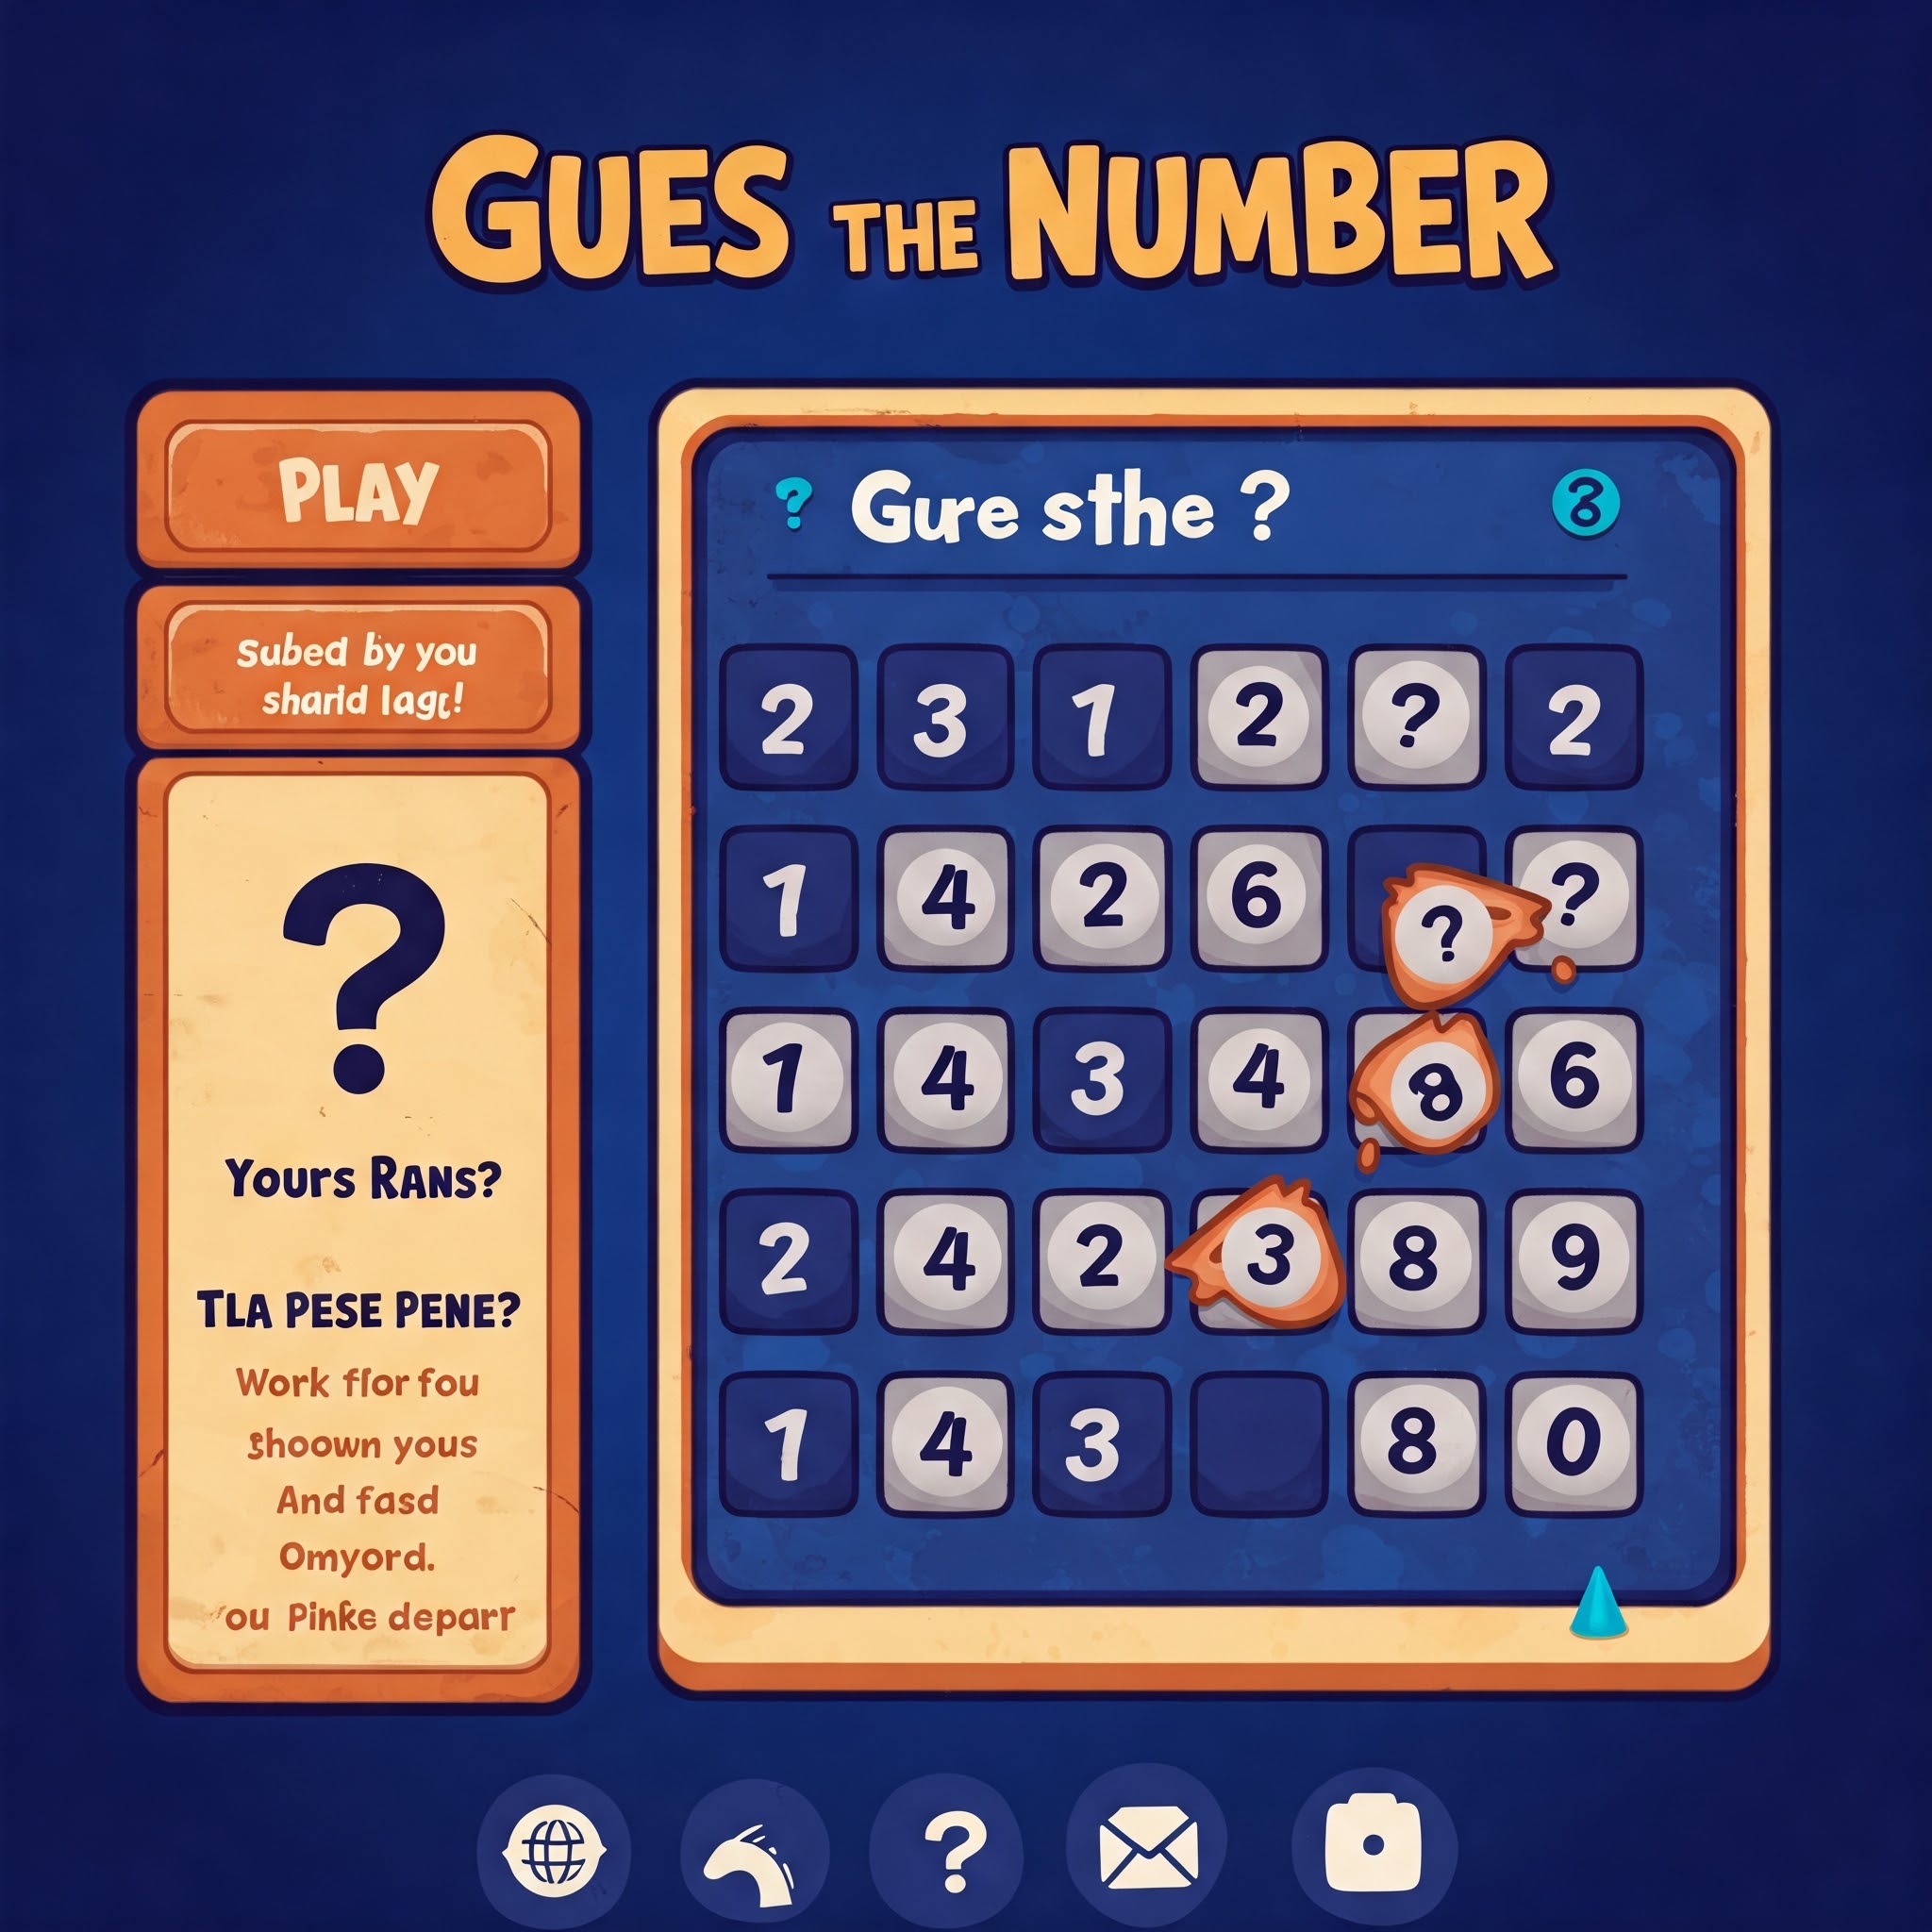 GUES THE NUMBER
PLAY
Subed by you
sharid lagt!
?
Yours RANS?
TLA PESE PENE?
Work ffor fou
shoown yous
And fasd
Omyord.
ou Pinke deparr
? Gure sthe ?
2 3 1 2 ? 2
1 4 2 6 ? ?
1 4 3 4 8 6
2 4 2 3 8 9
1 4 3 8 0
?